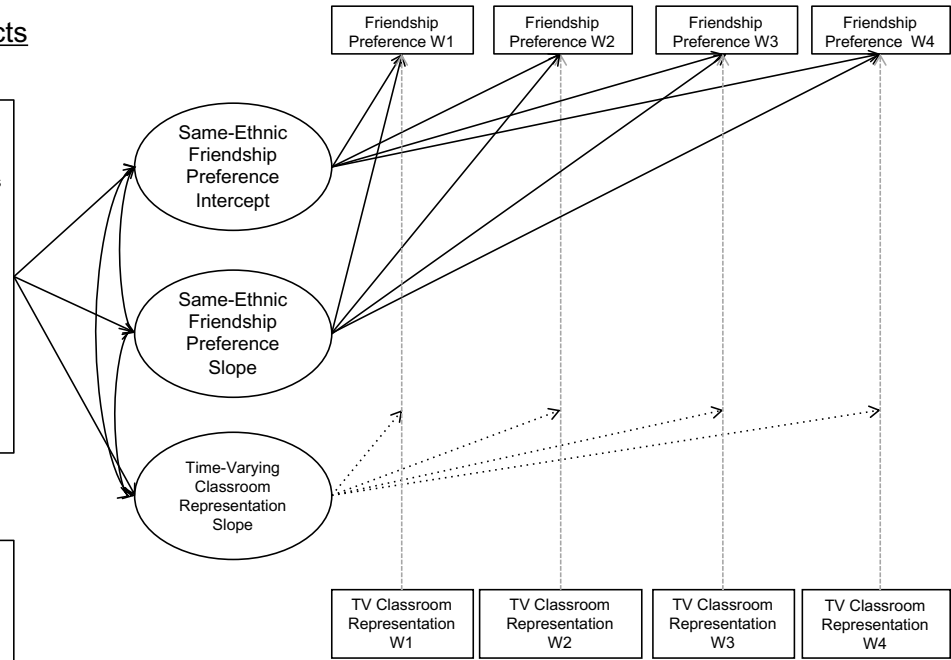 cts
s
Friendship
Preference W1
Friendship
Preference W2
Friendship
Preference W3
Friendship
Preference W4
Same-Ethnic
Friendship
Preference
Intercept
Same-Ethnic
Friendship
Preference
Slope
Time-Varying
Classroom
Representation
Slope
TV Classroom
Representation
W1
TV Classroom
Representation
W2
TV Classroom
Representation
W3
TV Classroom
Representation
W4